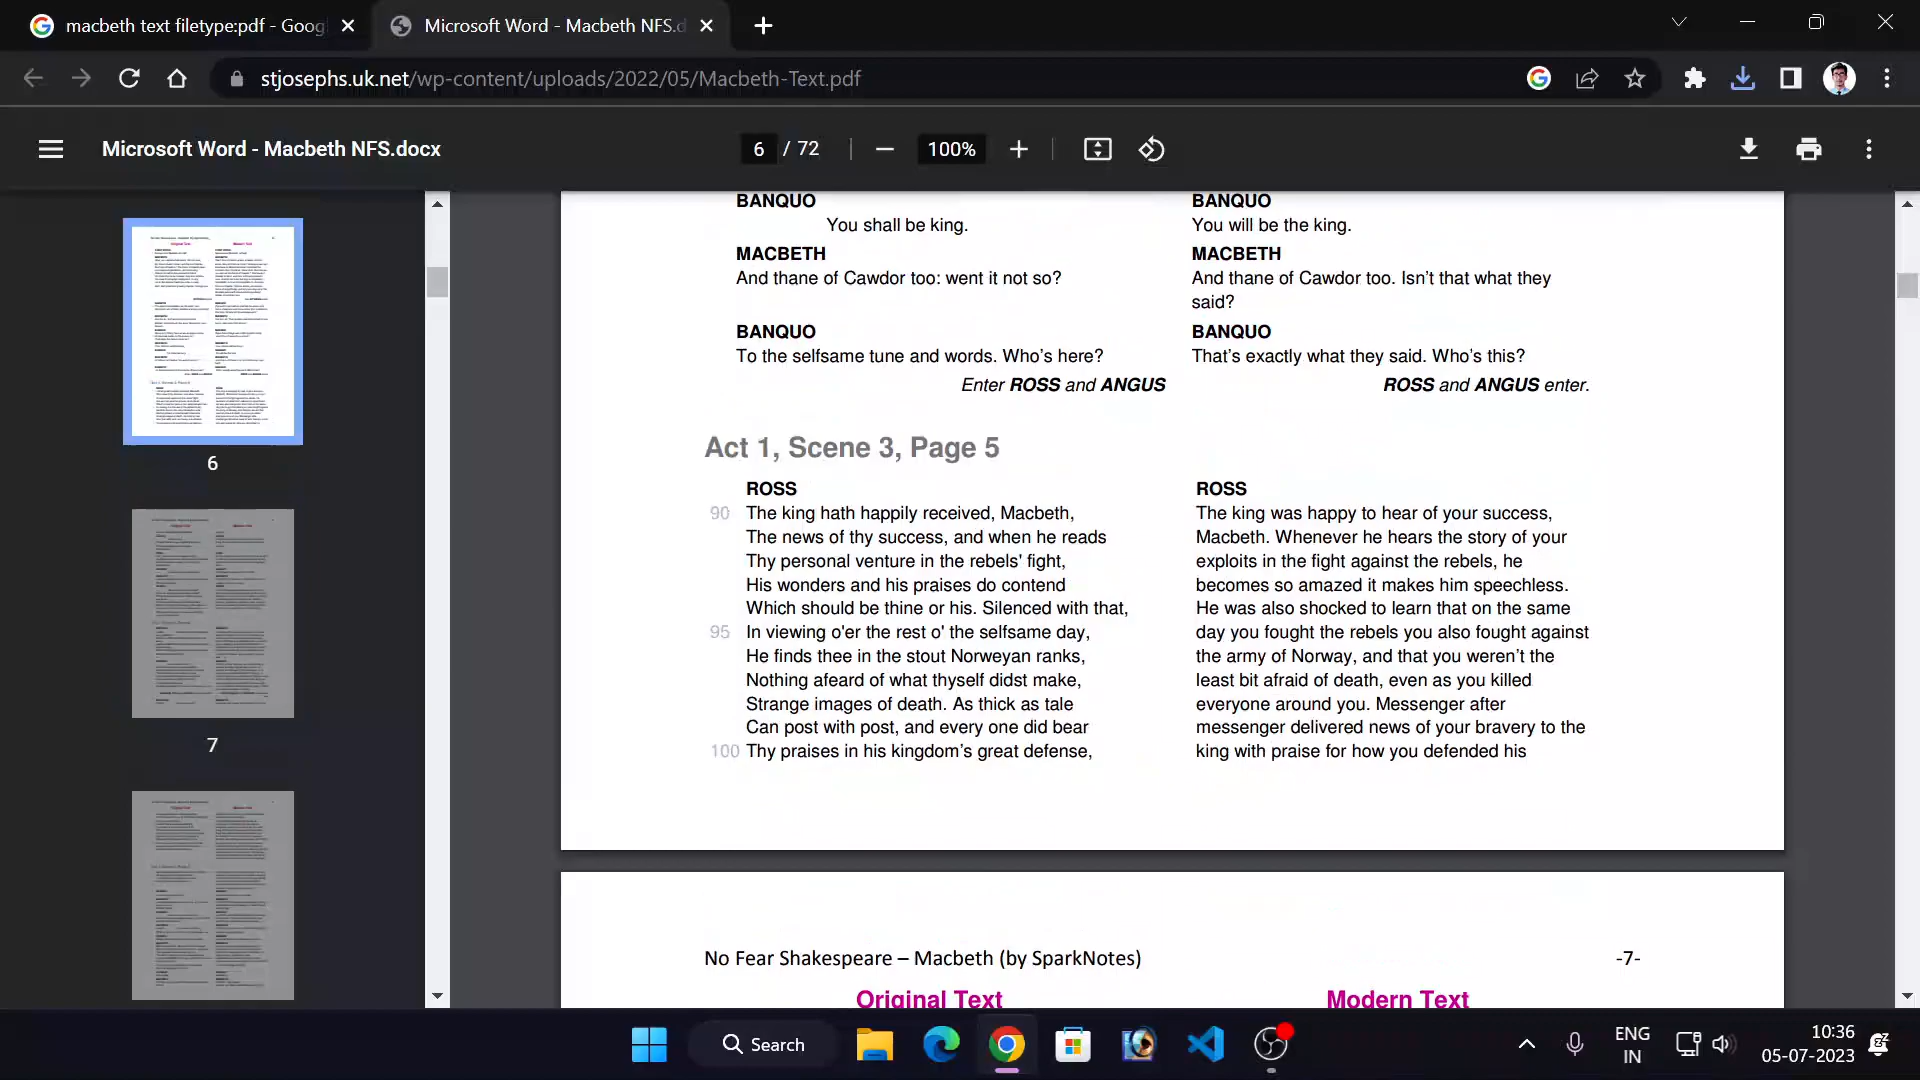 macbeth text filetype:pdf - Goog
Microsoft Word - Macbeth NFS.d
stjosephs.uk.net/wp-content/uploads/2022/05/Macbeth-Text.pdf
Microsoft Word - Macbeth NFS.docx
6 / 72
100%
6
7
BANQUO
You shall be king.
MACBETH
And thane of Cawdor too: went it not so?
BANQUO
To the selfsame tune and words. Who's here?
Enter ROSS and ANGUS
BANQUO
You will be the king.
MACBETH
And thane of Cawdor too. Isn't that what they
said?
BANQUO
That's exactly what they said. Who's this?
ROSS and ANGUS enter.
Act 1, Scene 3, Page 5
ROSS
90 The king hath happily received, Macbeth,
The news of thy success, and when he reads
Thy personal venture in the rebels' fight,
His wonders and his praises do contend
Which should be thine or his. Silenced with that,
95 In viewing o'er the rest o' the selfsame day,
He finds thee in the stout Norweyan ranks,
Nothing afeard of what thyself didst make,
Strange images of death. As thick as tale
Can post with post, and every one did bear
100 Thy praises in his kingdom's great defense,
ROSS
The king was happy to hear of your success,
Macbeth. Whenever he hears the story of your
exploits in the fight against the rebels, he
becomes so amazed it makes him speechless.
He was also shocked to learn that on the same
day you fought the rebels you also fought against
the army of Norway, and that you weren't the
least bit afraid of death, even as you killed
everyone around you. Messenger after
messenger delivered news of your bravery to the
king with praise for how you defended his
No Fear Shakespeare – Macbeth (by SparkNotes)
-7-
Original Text
Modern Text
Search
ENG
IN
10:36
05-07-2023